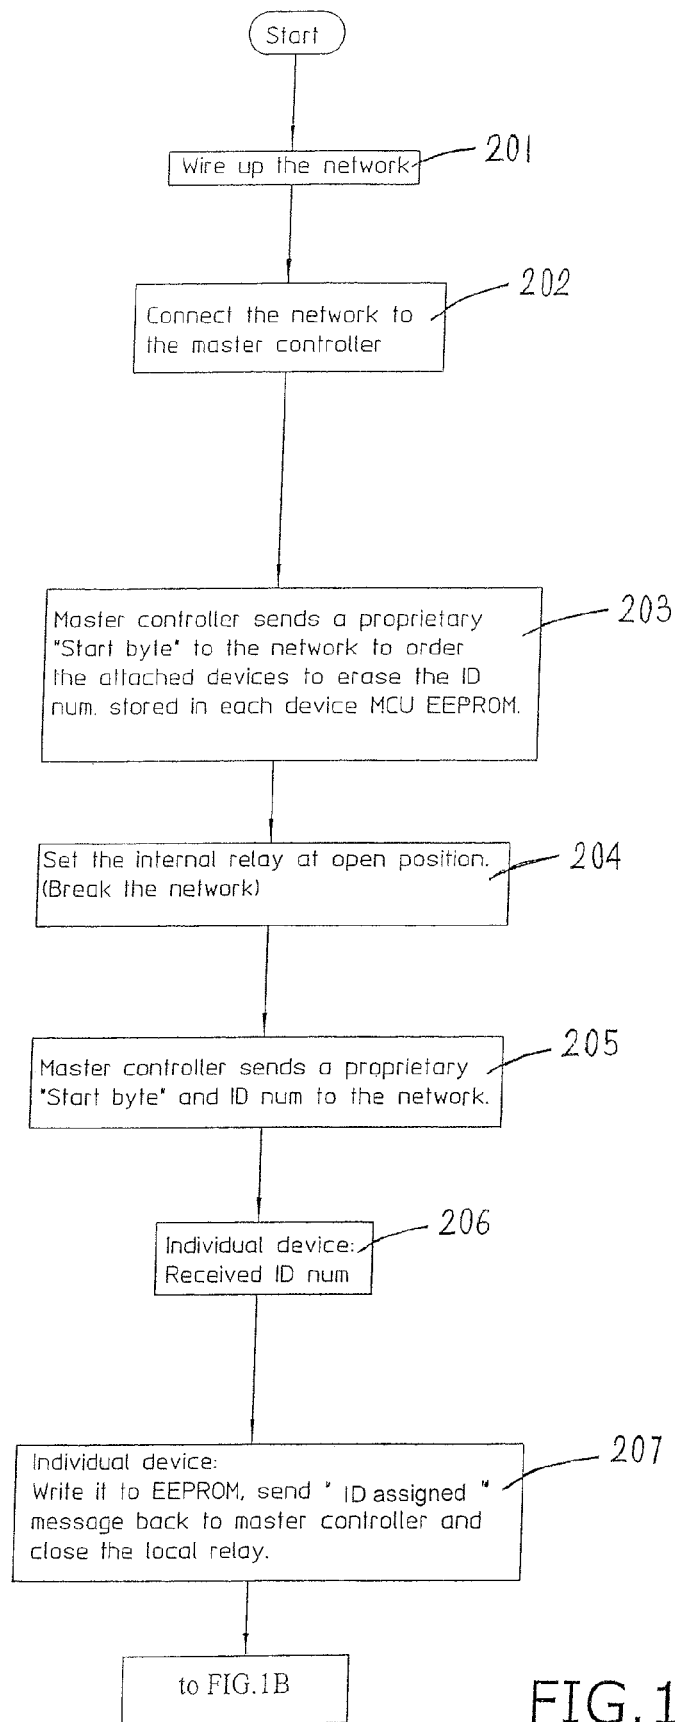 Start
Wire up the network
201
Connect the network to
the master controller
202
Master controller sends a proprietary
"Start byte" to the network to order
the attached devices to erase the ID
num. stored in each device MCU EEPROM.
203
Set the internal relay at open position.
(Break the network)
204
Master controller sends a proprietary
"Start byte" and ID num to the network.
205
Individual device:
Received ID num
206
Individual device:
Write it to EEPROM, send " ID assigned "
message back to master controller and
close the local relay.
207
to FIG.1B
FIG.1